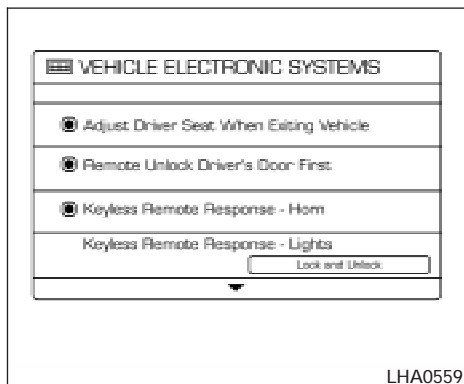 VEHICLE ELECTRONIC SYSTEMS
Adjust Driver Seat When Exiting Vehicle
Remote Unlock Driver's Door First
Keyless Remote Response - Horn
Keyless Remote Response - Lights
Lock and Unlock
LHA0559